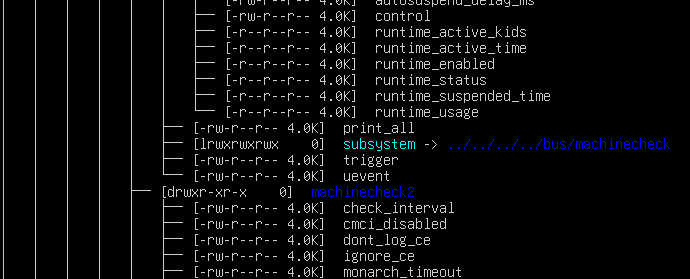 [-rw-r--r-- 4.0K] autosuspend_delay_ms
[-rw-r--r-- 4.0K] control
[-r--r--r-- 4.0K] runtime_active_kids
[-r--r--r-- 4.0K] runtime_active_time
[-r--r--r-- 4.0K] runtime_enabled
[-r--r--r-- 4.0K] runtime_status
[-r--r--r-- 4.0K] runtime_suspended_time
[-r--r--r-- 4.0K] runtime_usage
[-rw-r--r-- 4.0K] print_all
[lrwxrwxrwx 0] subsystem -> ../../../../bus/machinecheck
[-rw-r--r-- 4.0K] trigger
[-rw-r--r-- 4.0K] uevent
[drwxr-xr-x 0] machinecheck2
[-rw-r--r-- 4.0K] check_interval
[-rw-r--r-- 4.0K] cmci_disabled
[-rw-r--r-- 4.0K] dont_log_ce
[-rw-r--r-- 4.0K] ignore_ce
[-rw-r--r-- 4.0K] monarch_timeout